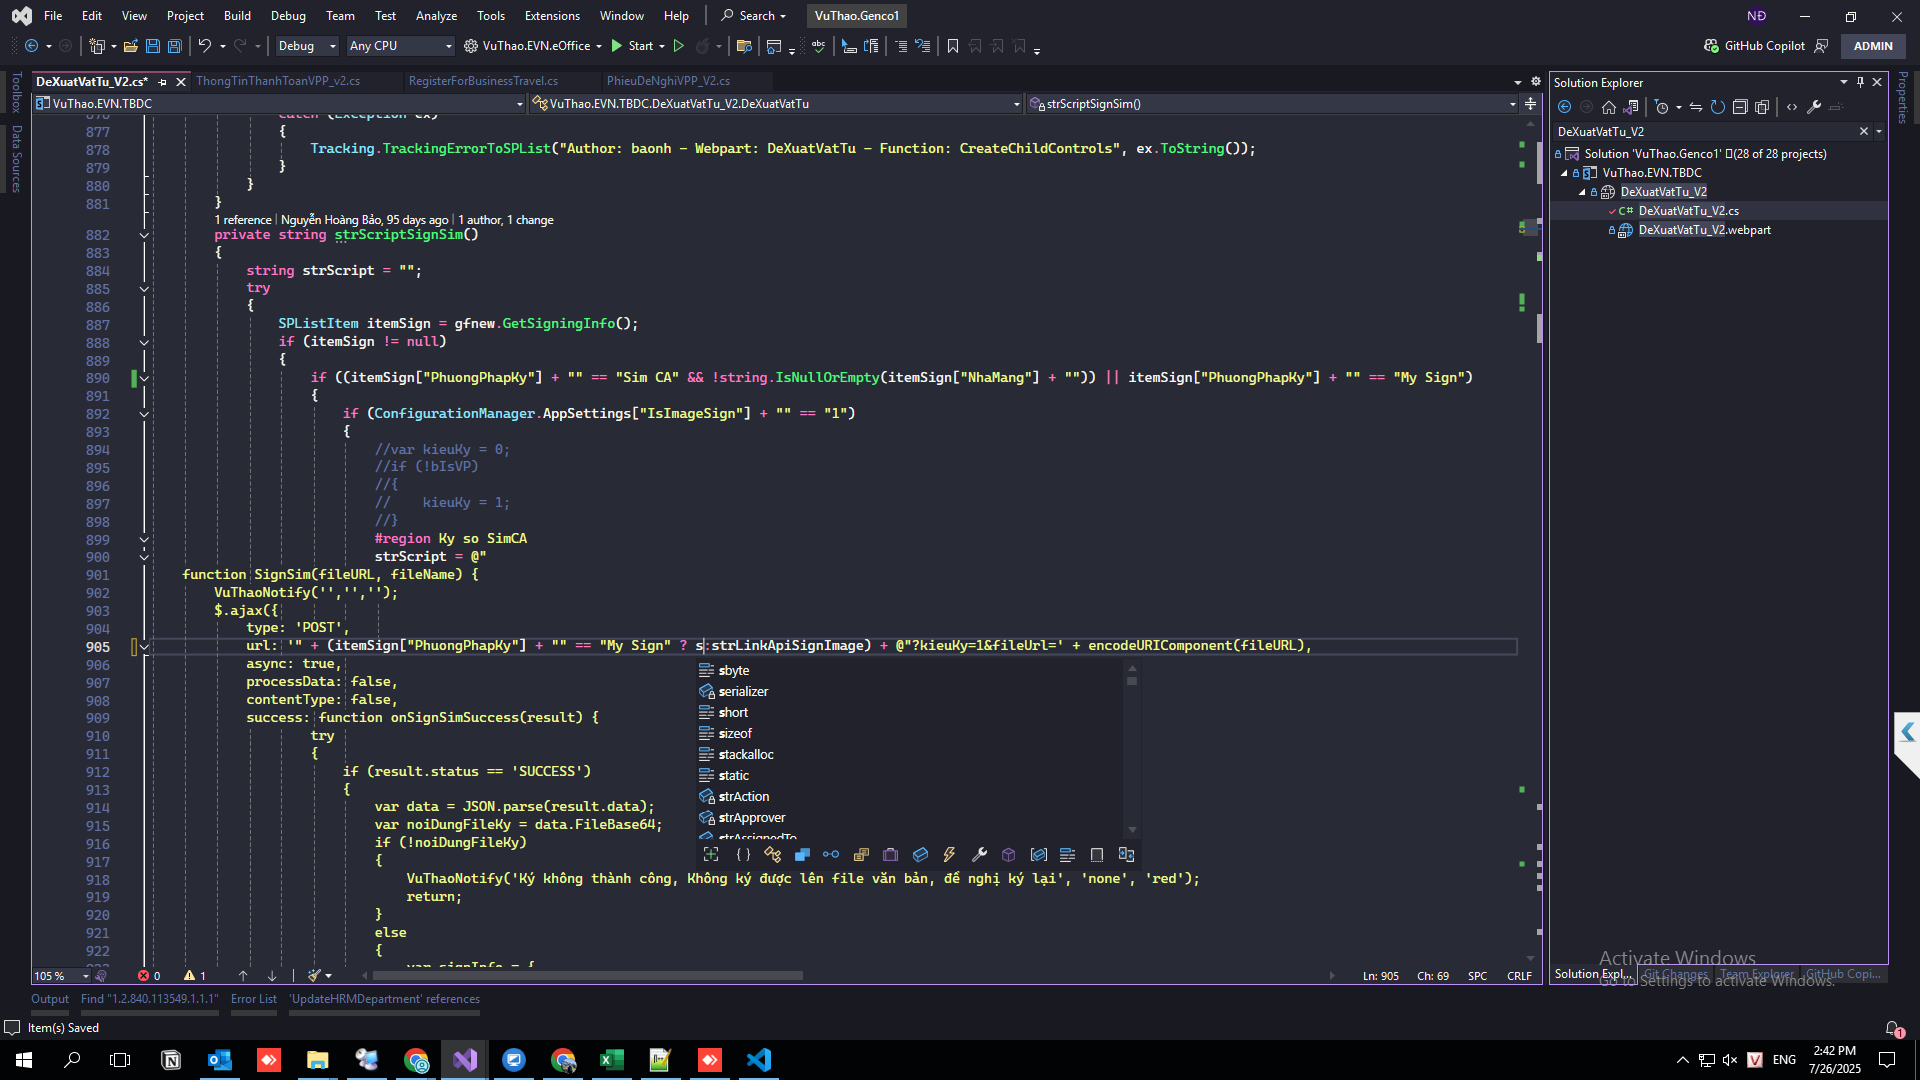 File Edit View Project Build Debug Team Test Analyze Tools Extensions Window Help Search VuThao.Genco1 NĐ
Debug Any CPU VuThao.EVN.eOffice Start GitHub Copilot ADMIN
DeXuatVatTu_V2.cs* ThongTinThanhToanVPP_v2.cs RegisterForBusinessTravel.cs PhieuDeNghiVPP_V2.cs
VuThao.EVN.TBDC VuThao.EVN.TBDC.DeXuatVatTu_V2.DeXuatVatTu strScriptSignSim()
Toolbox
Data Sources
876 catch (Exception ex)
877 {
878 Tracking.TrackingErrorToSPList("Author: baonh - Webpart: DeXuatVatTu - Function: CreateChildControls", ex.ToString());
879 }
880 }
881 }
1 reference | Nguyễn Hoàng Bảo, 95 days ago | 1 author, 1 change
882 private string strScriptSignSim()
883 {
884 string strScript = "";
885 try
886 {
887 SPListItem itemSign = gfnew.GetSigningInfo();
888 if (itemSign != null)
889 {
890 if ((itemSign["PhuongPhapKy"] + "" == "Sim CA" && !string.IsNullOrEmpty(itemSign["NhaMang"] + "")) || itemSign["PhuongPhapKy"] + "" == "My Sign")
891 {
892 if (ConfigurationManager.AppSettings["IsImageSign"] + "" == "1")
893 {
894 //var kieuKy = 0;
895 //if (!bIsVP)
896 //{
897 // kieuKy = 1;
898 //}
899 #region Ky so SimCA
900 strScript = @"
901 function SignSim(fileURL, fileName) {
902 VuThaoNotify('','','');
903 $.ajax({
904 type: 'POST',
905 url: '" + (itemSign["PhuongPhapKy"] + "" == "My Sign" ? s:strLinkApiSignImage) + @"?kieuKy=1&fileUrl=' + encodeURIComponent(fileURL),
906 async: true,
907 processData: false,
908 contentType: false,
909 success: function onSignSimSuccess(result) {
910 try
911 {
912 if (result.status == 'SUCCESS')
913 {
914 var data = JSON.parse(result.data);
915 var noiDungFileKy = data.FileBase64;
916 if (!noiDungFileKy)
917 {
918 VuThaoNotify('Ký không thành công, Không ký được lên file văn bản, đề nghị ký lại', 'none', 'red');
919 return;
920 }
921 else
922 {
var signInfo = {
sbyte
serializer
short
sizeof
stackalloc
static
strAction
strApprover
strAssignedTo
105 % 0 1 Ln: 905 Ch: 69 SPC CRLF
Solution Explorer
DeXuatVatTu_V2
Solution 'VuThao.Genco1' (28 of 28 projects)
VuThao.EVN.TBDC
DeXuatVatTu_V2
DeXuatVatTu_V2.cs
DeXuatVatTu_V2.webpart
Properties
Activate Windows
Go to Settings to activate Windows.
Solution Expl... Git Changes Team Explorer GitHub Copi...
Output Find "1.2.840.113549.1.1.1" Error List 'UpdateHRMDepartment' references
Item(s) Saved 1
ENG 2:42 PM
7/26/2025